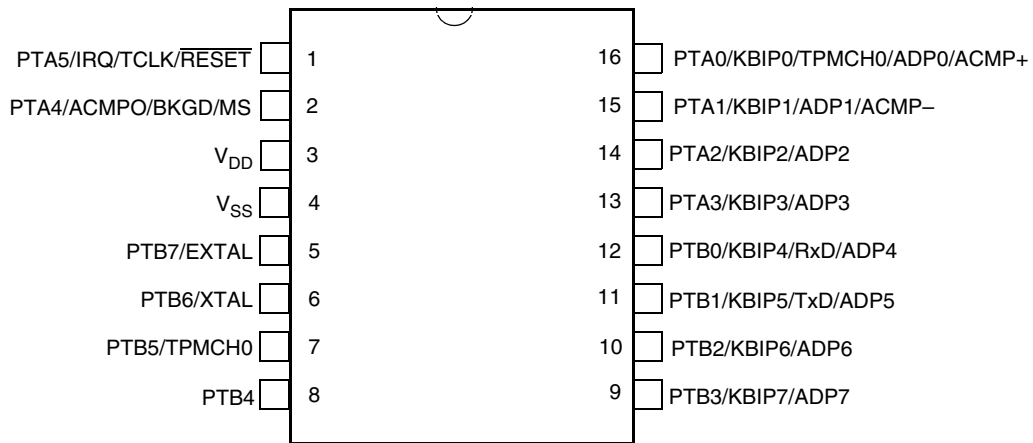 PTA5/IRQ/TCLK/RESET 1 16 PTA0/KBIP0/TPMCH0/ADP0/ACMP+
PTA4/ACMPO/BKGD/MS 2 15 PTA1/KBIP1/ADP1/ACMP–
VDD 3 14 PTA2/KBIP2/ADP2
VSS 4 13 PTA3/KBIP3/ADP3
PTB7/EXTAL 5 12 PTB0/KBIP4/RxD/ADP4
PTB6/XTAL 6 11 PTB1/KBIP5/TxD/ADP5
PTB5/TPMCH0 7 10 PTB2/KBIP6/ADP6
PTB4 8 9 PTB3/KBIP7/ADP7